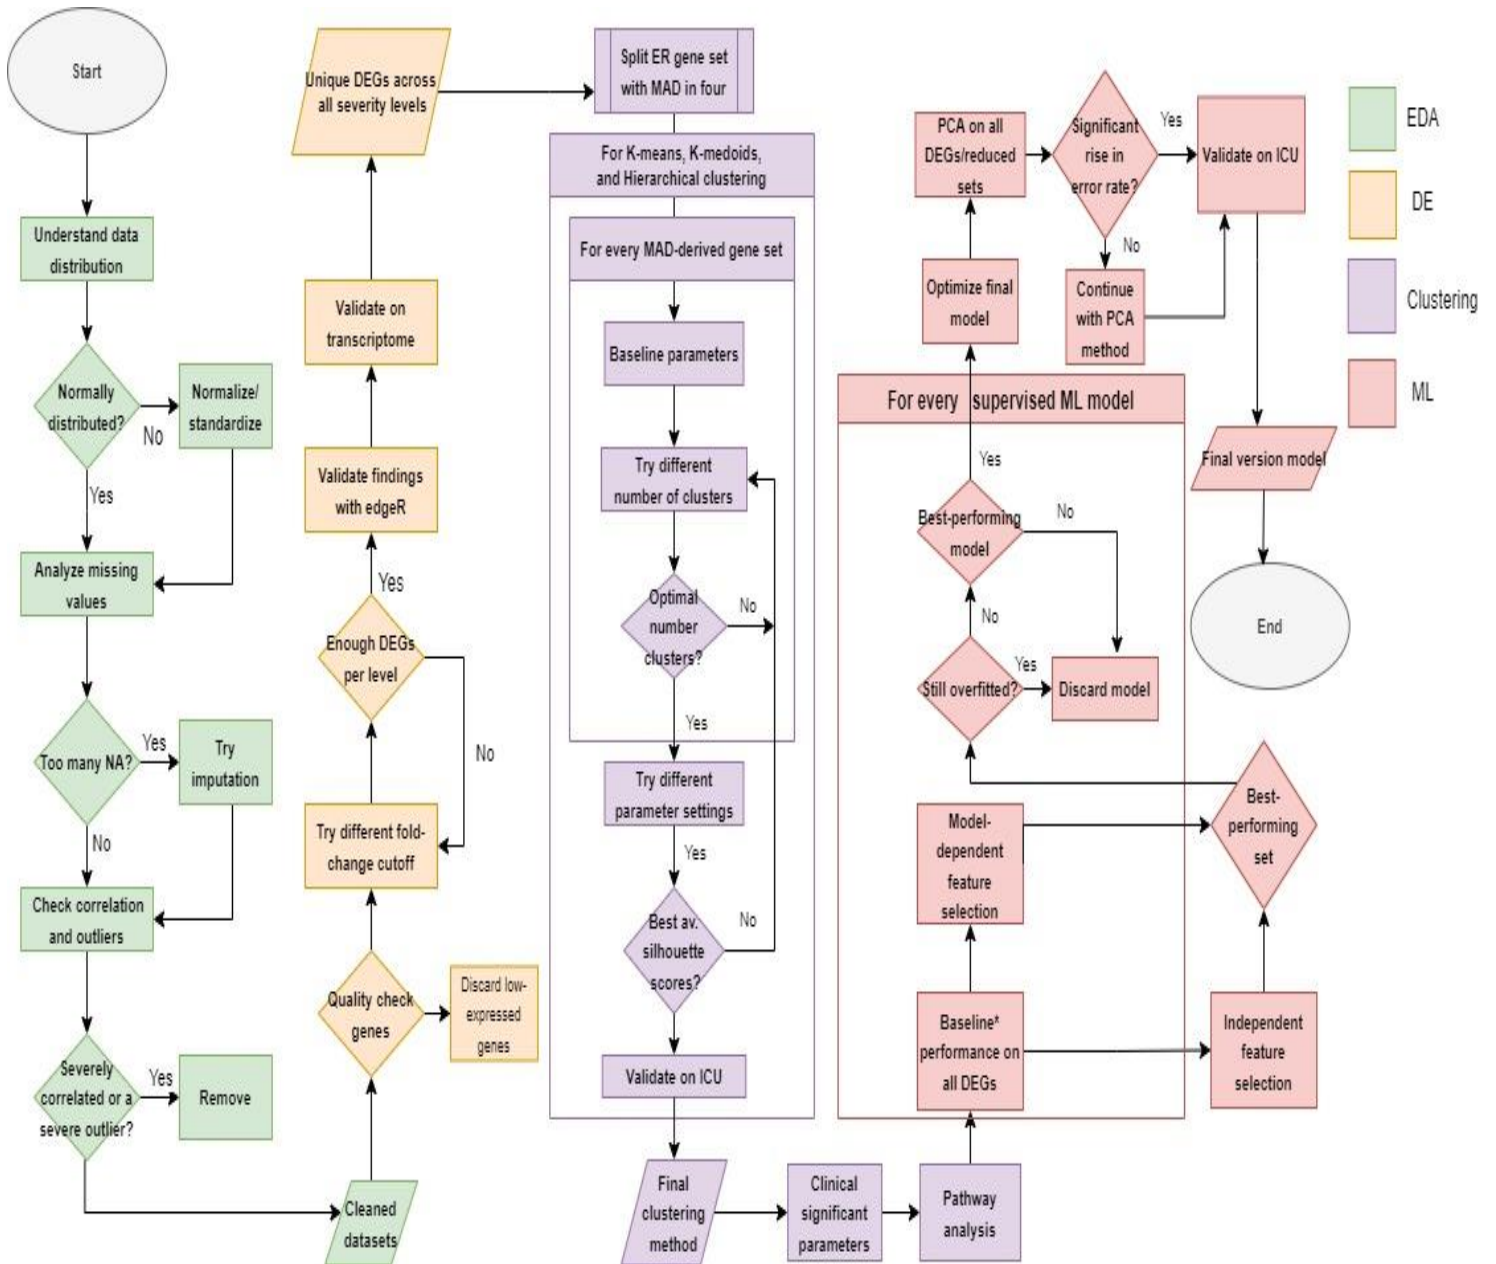 Start
Understand data
distribution
Normally
distributed?
No
Normalize/
standardize
Yes
Analyze missing
values
Too many NA?
Yes
Try
imputation
No
Check correlation
and outliers
Severely
correlated or a
severe outlier?
Yes
Remove
Cleaned
datasets
Quality check
genes
Discard low-
expressed
genes
Try different fold-
change cutoff
No
Enough DEGs
per level
Yes
Validate findings
with edgeR
Validate on
transcriptome
Unique DEGs across
all severity levels
Split ER gene set
with MAD in four
For K-means, K-medoids,
and Hierarchical clustering
For every MAD-derived gene set
Baseline parameters
Try different
number of clusters
Optimal
number
clusters?
No
Yes
Try different
parameter settings
Yes
Best av.
silhouette
scores?
No
Validate on ICU
Final
clustering
method
Clinical
significant
parameters
Pathway
analysis
For every supervised ML model
Baseline*
performance on
all DEGs
Independent
feature
selection
Model-
dependent
feature
selection
Best-
performing
set
Still overfitted?
Yes
Discard model
No
Best-performing
model
No
Yes
Optimize final
model
PCA on all
DEGs/reduced
sets
Significant
rise in
error rate?
Yes
No
Continue
with PCA
method
Validate on ICU
Final version model
End
EDA
DE
Clustering
ML